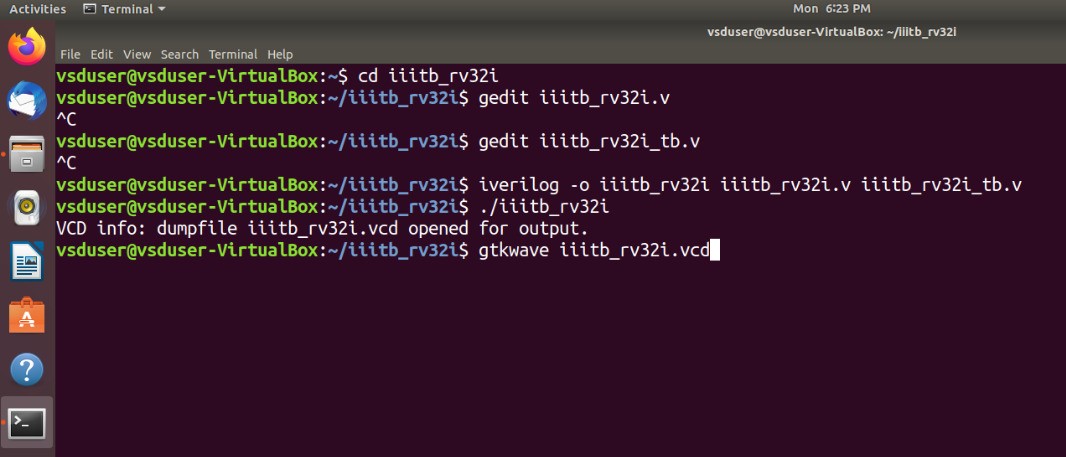 Activities Terminal Mon 6:23 PM
vsduser@vsduser-VirtualBox: ~/iiitb_rv32i
File Edit View Search Terminal Help
vsduser@vsduser-VirtualBox:~$ cd iiitb_rv32i
vsduser@vsduser-VirtualBox:~/iiitb_rv32i$ gedit iiitb_rv32i.v
^C
vsduser@vsduser-VirtualBox:~/iiitb_rv32i$ gedit iiitb_rv32i_tb.v
^C
vsduser@vsduser-VirtualBox:~/iiitb_rv32i$ iverilog -o iiitb_rv32i iiitb_rv32i.v iiitb_rv32i_tb.v
vsduser@vsduser-VirtualBox:~/iiitb_rv32i$ ./iiitb_rv32i
VCD info: dumpfile iiitb_rv32i.vcd opened for output.
vsduser@vsduser-VirtualBox:~/iiitb_rv32i$ gtkwave iiitb_rv32i.vcd